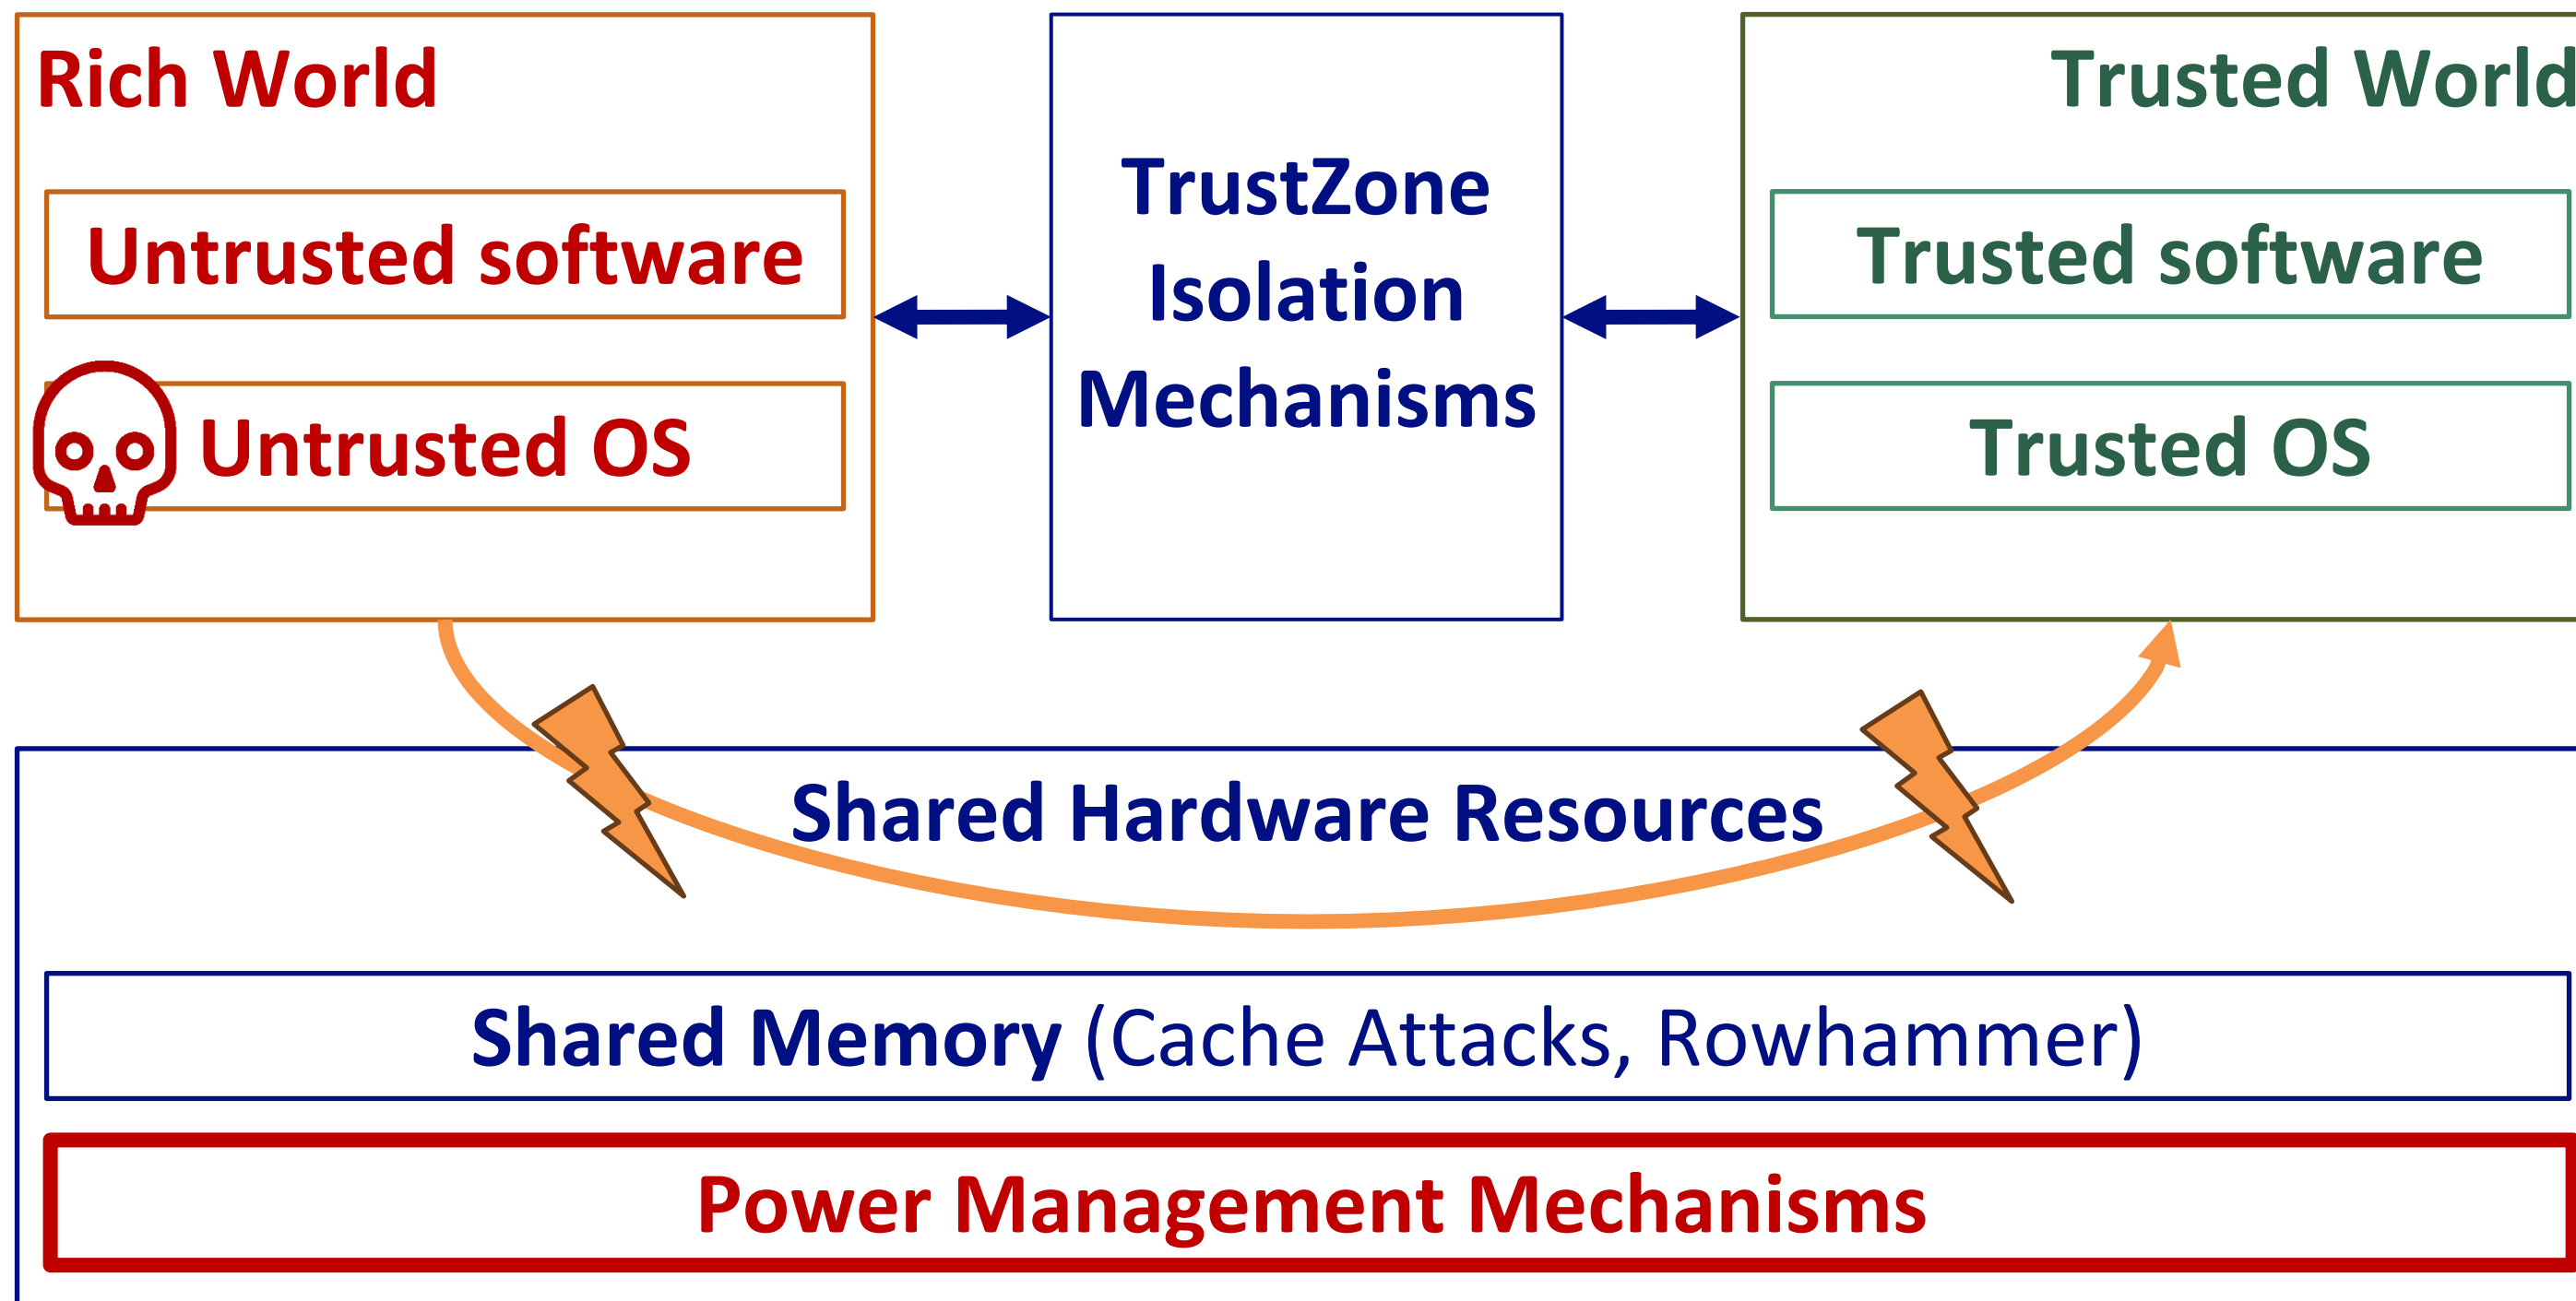 Rich World
Untrusted software
Untrusted OS
TrustZone
Isolation
Mechanisms
Trusted World
Trusted software
Trusted OS
Shared Hardware Resources
Shared Memory (Cache Attacks, Rowhammer)
Power Management Mechanisms